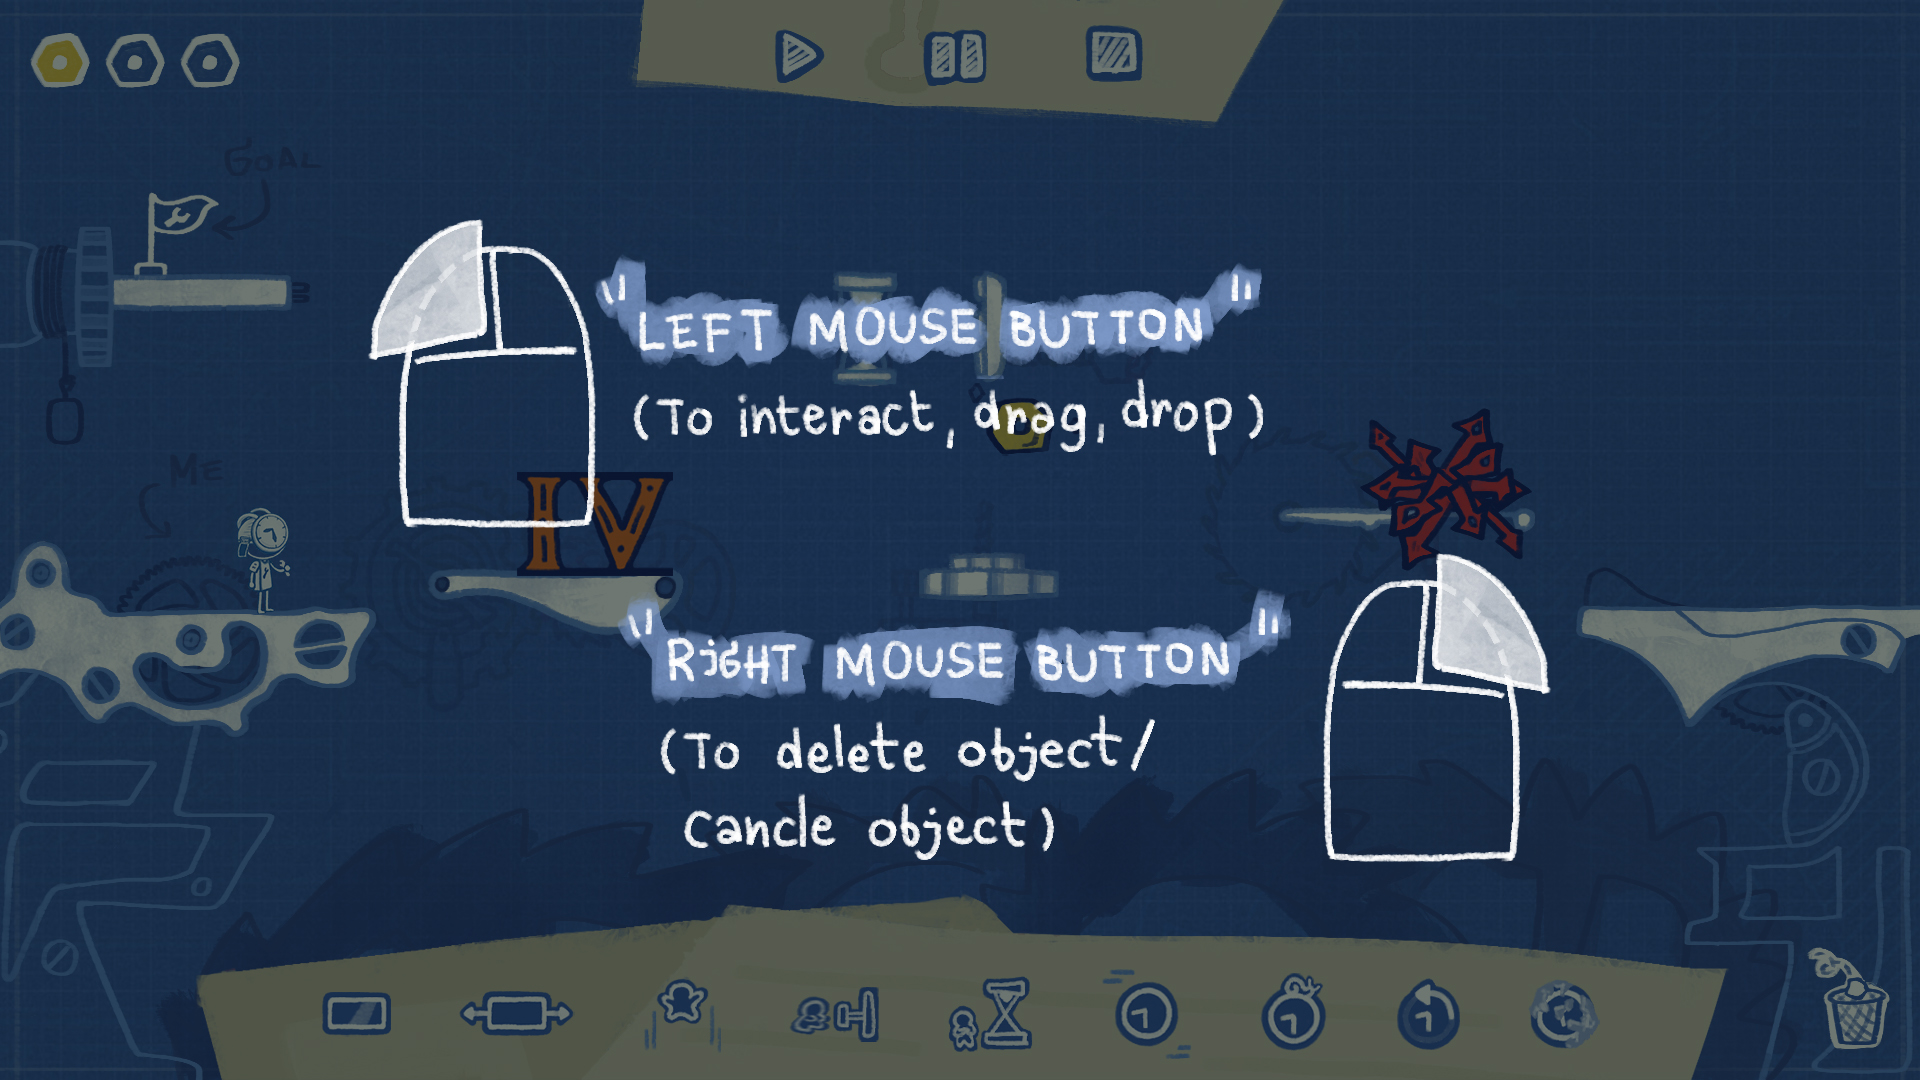 GOAL
"LEFT MOUSE BUTTON"
(To interact, drag, drop)
ME
IV
"RiGHT MOUSE BUTTON"
(To delete object/
Cancle object)